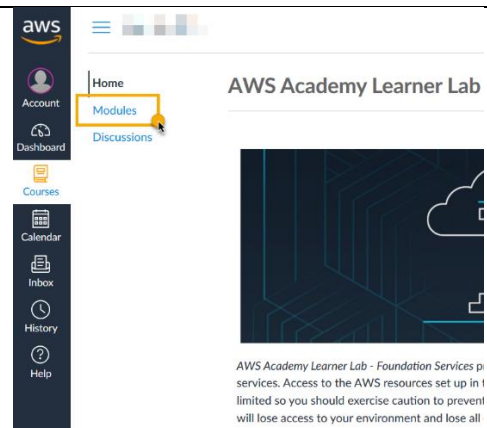 aws
Account
Dashboard
Courses
Calendar
Inbox
History
Help
Home
Modules
Discussions
AWS Academy Learner Lab
AWS Academy Learner Lab - Foundation Services
services. Access to the AWS resources set up in
limited so you should exercise caution to prevent
will lose access to your environment and lose all